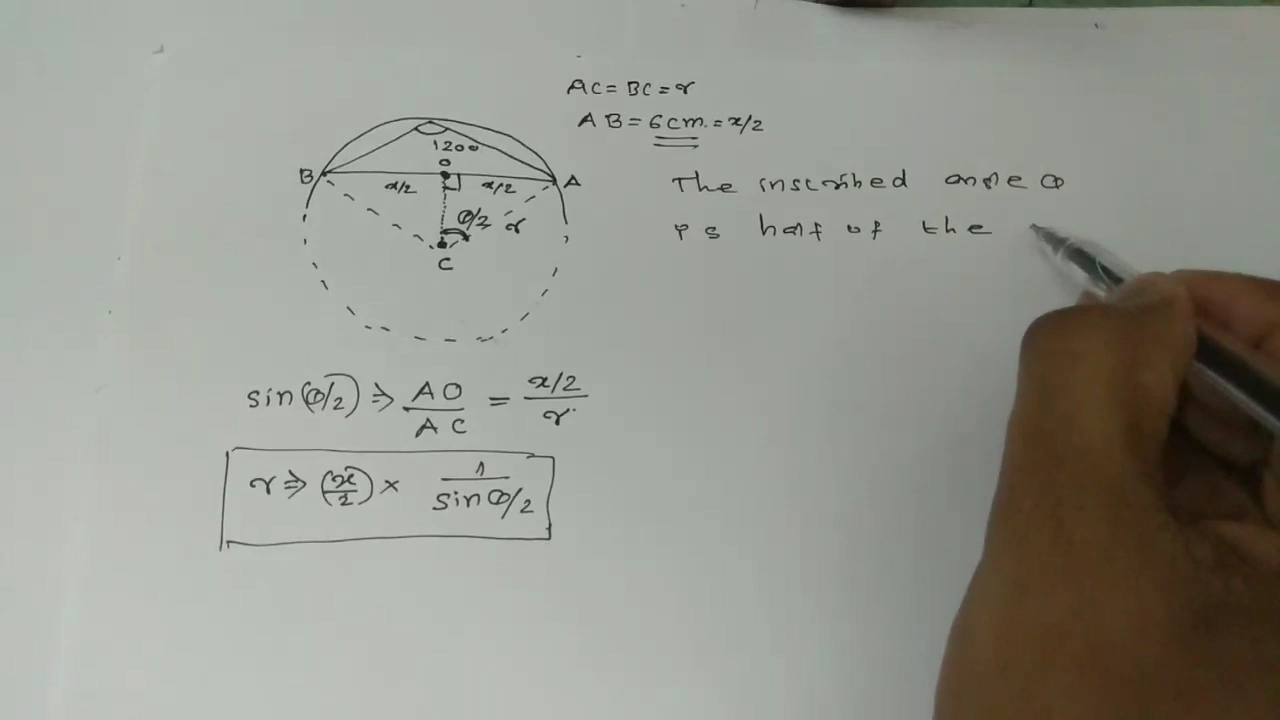 AC = BC = r
AB = 6cm. = x/2
120°
O
B
A
x/2
x/2
θ/2
r
C
The inscribed angle θ
is half of the
sin(θ/2) ⇒ AO/AC = x/2/r
r ⇒ (x/2) × 1/sin θ/2